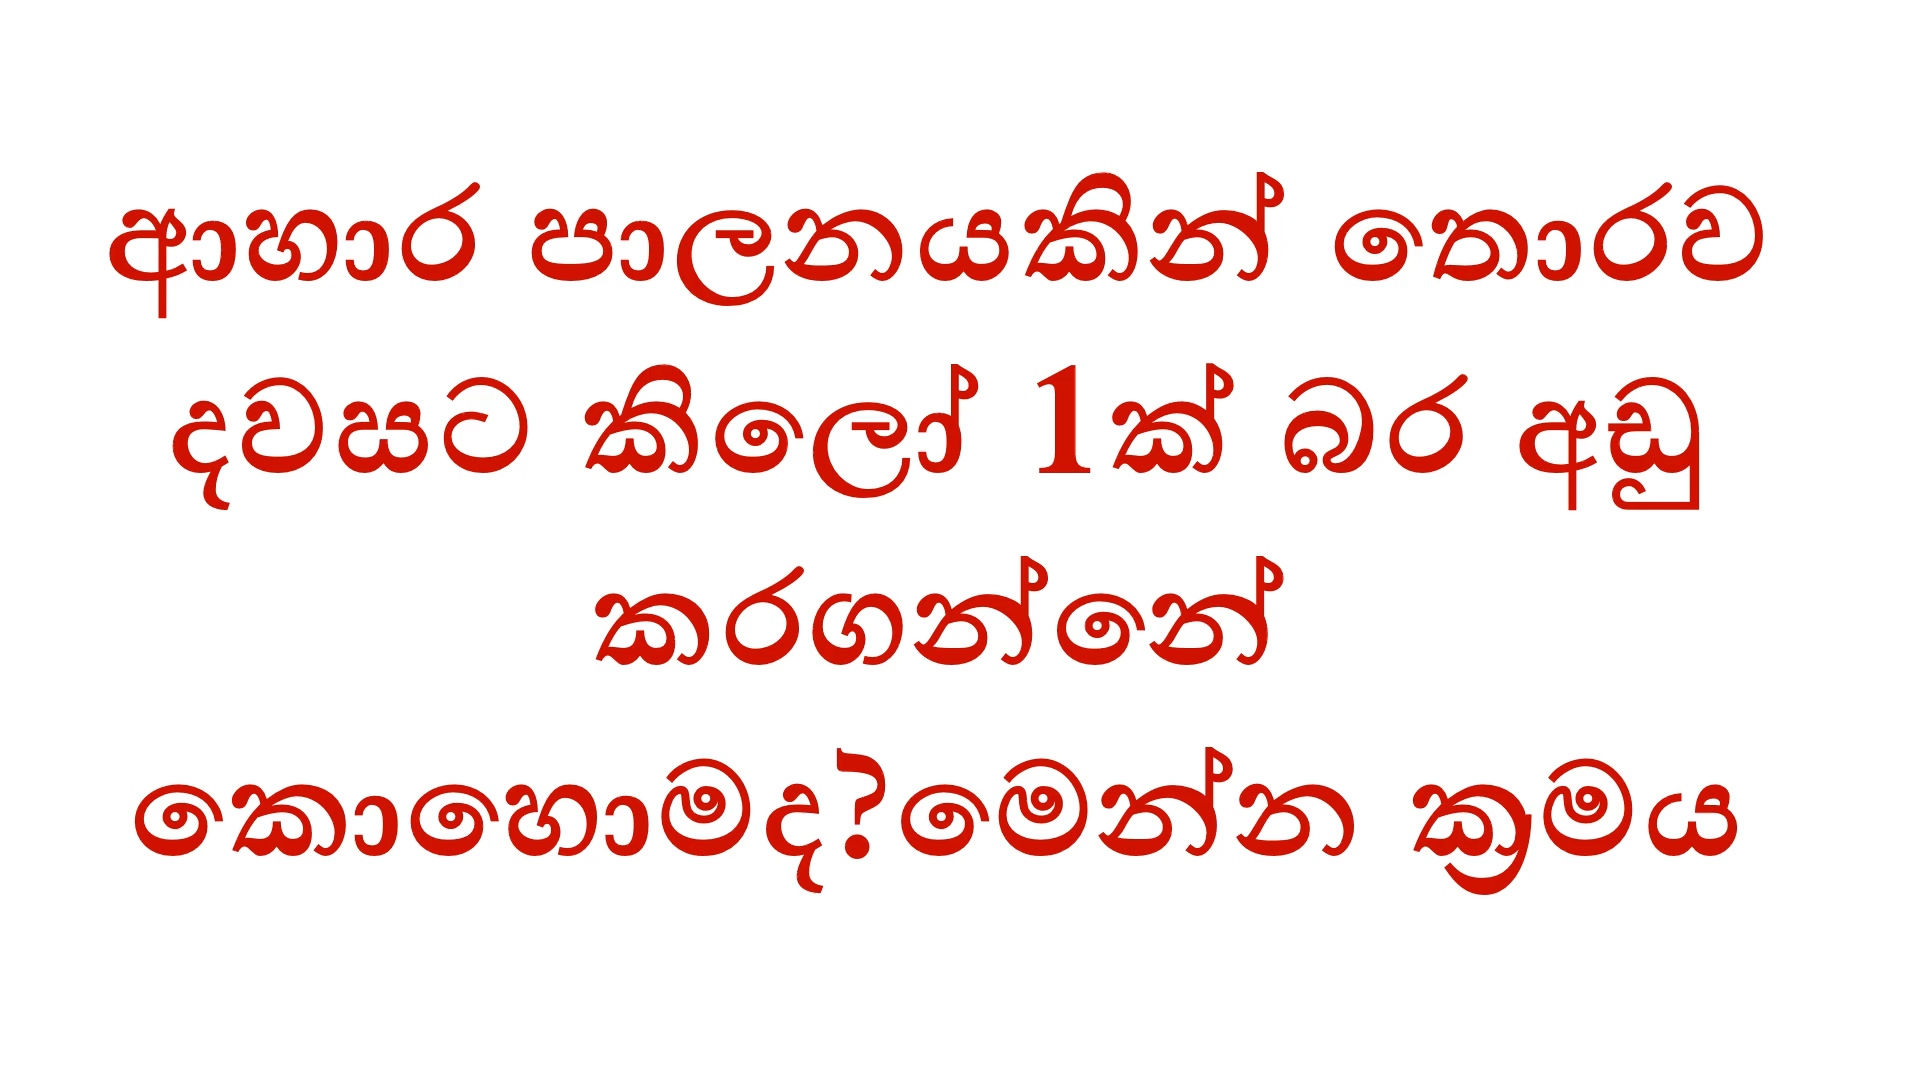 ආහාර පාලනයකින් තොරව
දවසට කිලෝ 1ක් බර අඩු
කරගන්නේ
කොහොමද?මෙන්න ක්‍රමය